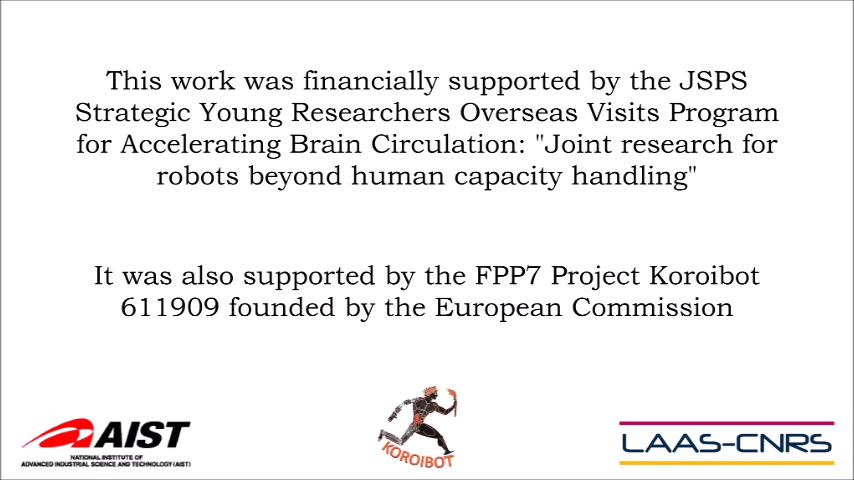 This work was financially supported by the JSPS
Strategic Young Researchers Overseas Visits Program
for Accelerating Brain Circulation: "Joint research for
robots beyond human capacity handling"
It was also supported by the FPP7 Project Koroibot
611909 founded by the European Commission
AIST
NATIONAL INSTITUTE OF
ADVANCED INDUSTRIAL SCIENCE AND TECHNOLOGY (AIST)
KOROIBOT
LAAS-CNRS